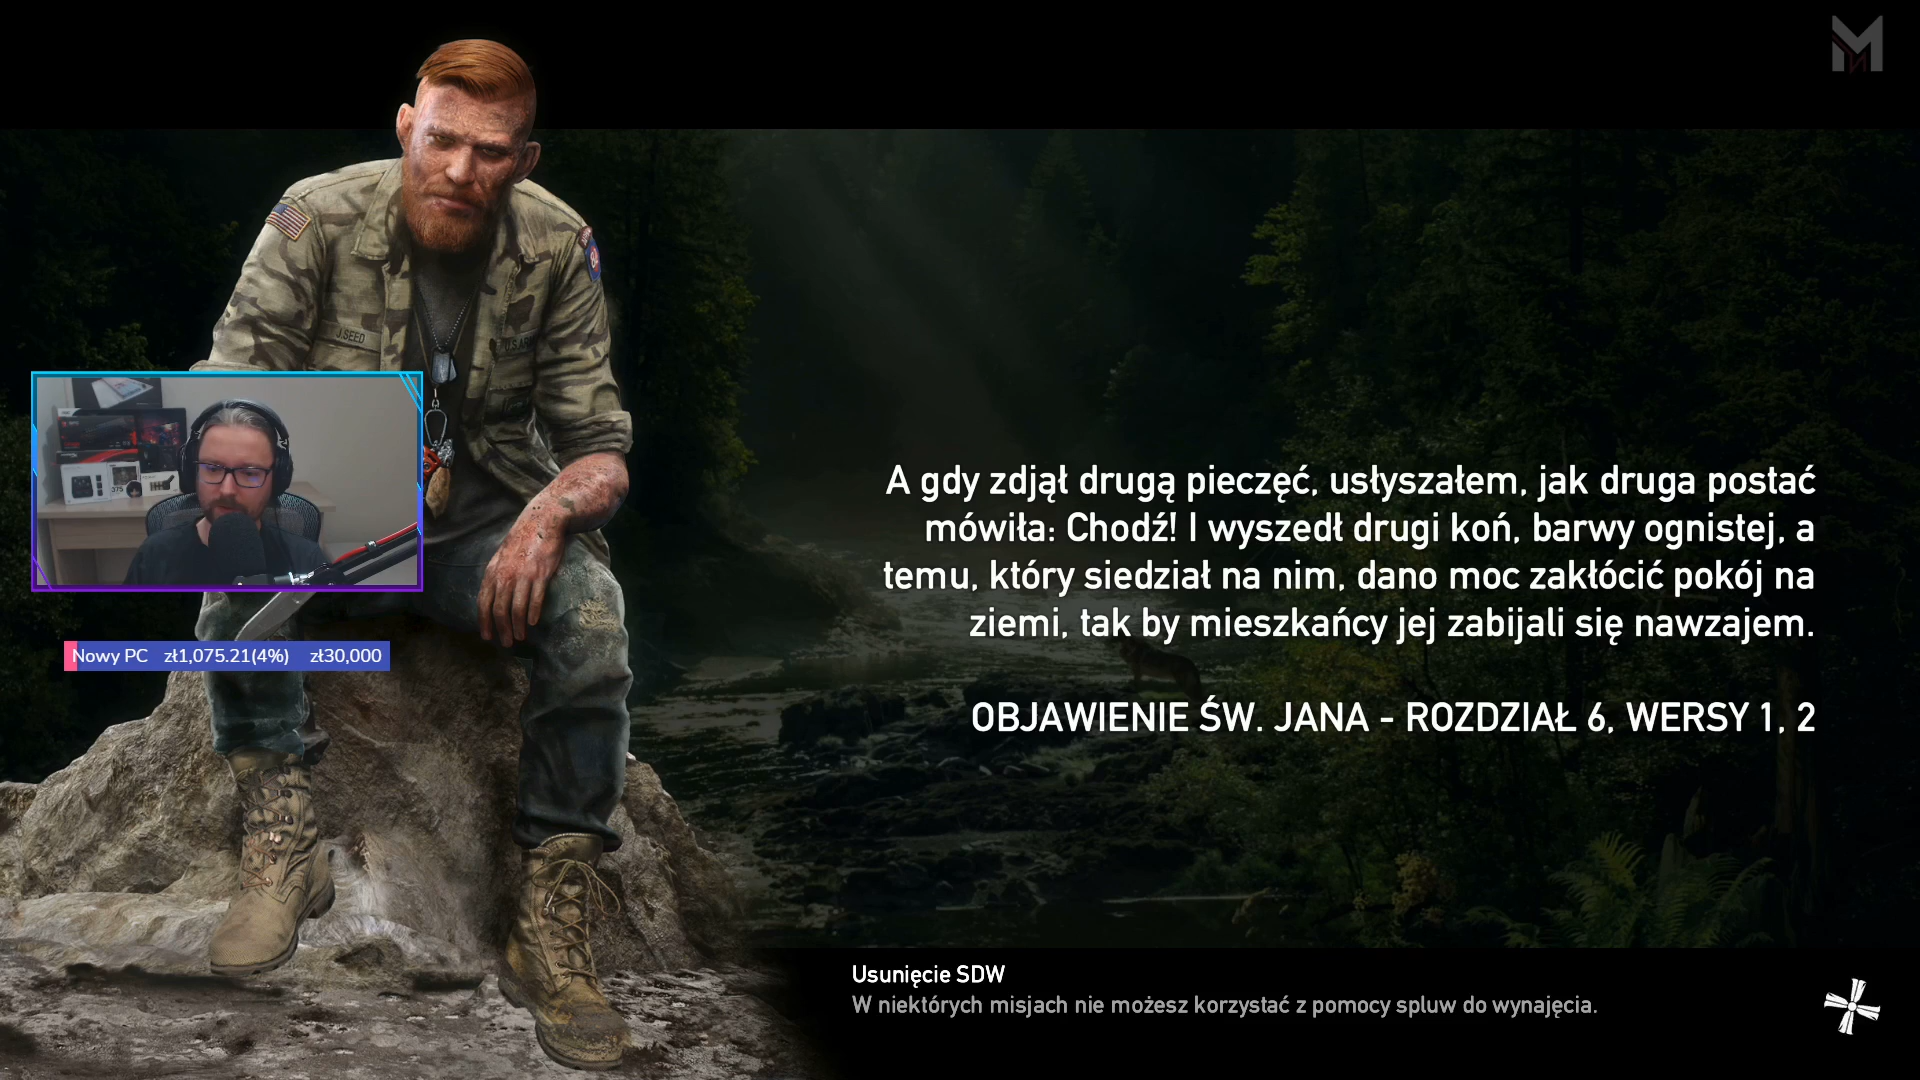 J.SEED
U.S.AR
A gdy zdjął drugą pieczęć, usłyszałem, jak druga postać
mówiła: Chodź! I wyszedł drugi koń, barwy ognistej, a
temu, który siedział na nim, dano moc zakłócić pokój na
ziemi, tak by mieszkańcy jej zabijali się nawzajem.
OBJAWIENIE ŚW. JANA - ROZDZIAŁ 6, WERSY 1, 2
Nowy PC zł1,075.21(4%) zł30,000
Usunięcie SDW
W niektórych misjach nie możesz korzystać z pomocy spluw do wynajęcia.